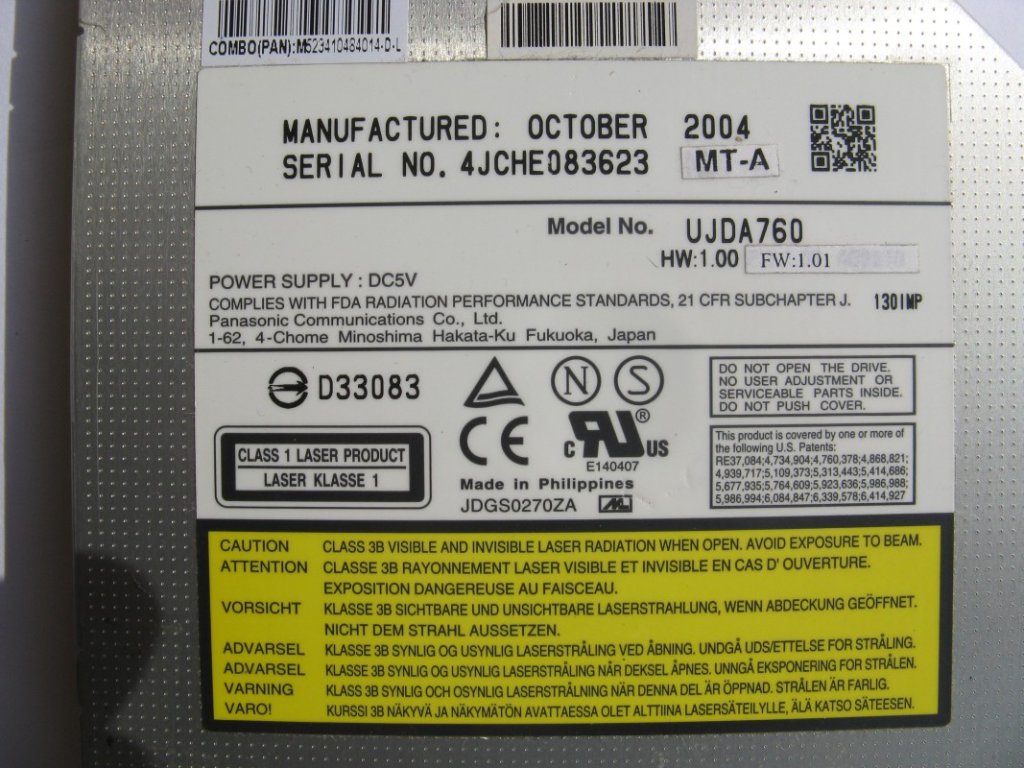 COMBO(PAN):M523410484014-D-L
MANUFACTURED: OCTOBER 2004
SERIAL NO. 4JCHE083623 MT-A
Model No. UJDA760
HW:1.00 FW:1.01
POWER SUPPLY : DC5V
COMPLIES WITH FDA RADIATION PERFORMANCE STANDARDS, 21 CFR SUBCHAPTER J. 1301MP
Panasonic Communications Co., Ltd.
1-62, 4-Chome Minoshima Hakata-Ku Fukuoka, Japan
D33083
N S
DO NOT OPEN THE DRIVE.
NO USER ADJUSTMENT OR
SERVICEABLE PARTS INSIDE.
DO NOT PUSH COVER.
CLASS 1 LASER PRODUCT
LASER KLASSE 1
CE
c RU US ®
E140407
Made in Philippines
JDGS0270ZA
This product is covered by one or more of
the following U.S. Patents:
RE37,084;4,734,904;4,760,378;4,868,821;
4,939,717;5,109,373;5,313,443;5,414,686;
5,677,935;5,764,609;5,923,636;5,986,988;
5,986,994;6,084,847;6,339,578;6,414,927
CAUTION CLASS 3B VISIBLE AND INVISIBLE LASER RADIATION WHEN OPEN. AVOID EXPOSURE TO BEAM.
ATTENTION CLASSE 3B RAYONNEMENT LASER VISIBLE ET INVISIBLE EN CAS D' OUVERTURE.
EXPOSITION DANGEREUSE AU FAISCEAU.
VORSICHT KLASSE 3B SICHTBARE UND UNSICHTBARE LASERSTRAHLUNG, WENN ABDECKUNG GEÖFFNET.
NICHT DEM STRAHL AUSSETZEN.
ADVARSEL KLASSE 3B SYNLIG OG USYNLIG LASERSTRÅLING VED ÅBNING. UNDGÅ UDS/ETTELSE FOR STRÅLING.
ADVARSEL KLASSE 3B SYNLIG OG USYNLIG LASERSTRÅLING NÅR DEKSEL ÅPNES. UNNGÅ EKSPONERING FOR STRÅLEN.
VARNING KLASS 3B SYNLIG OCH OSYNLIG LASERSTRÅLNING NÄR DENNA DEL ÄR ÖPPNAD. STRÅLEN ÄR FARLIG.
VARO! KURSSI 3B NÄKYVÄ JA NÄKYMÄTÖN AVATTAESSA OLET ALTTIINA LASERSÄTEILYLLE, ÄLÄ KATSO SÄTEESEN.